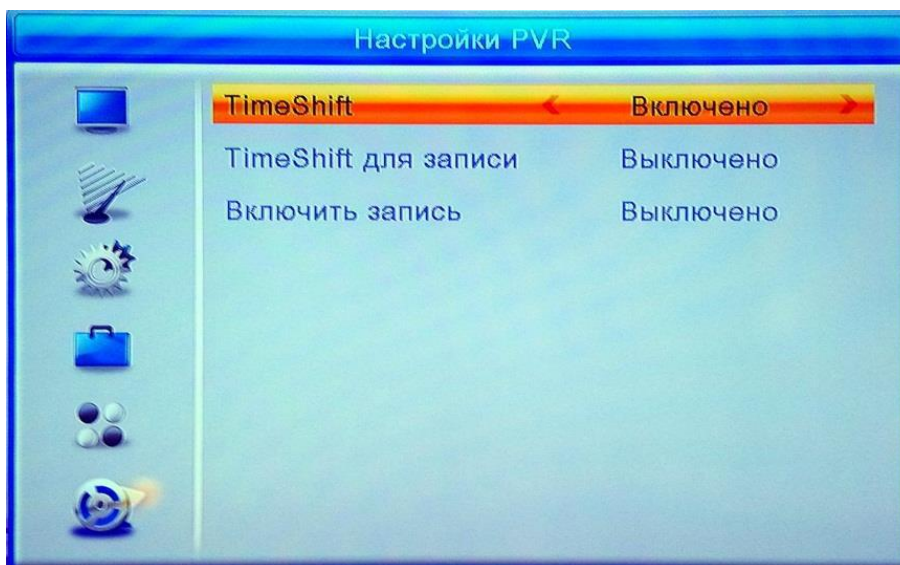 Настройки PVR
TimeShift Включено
TimeShift для записи Выключено
Включить запись Выключено